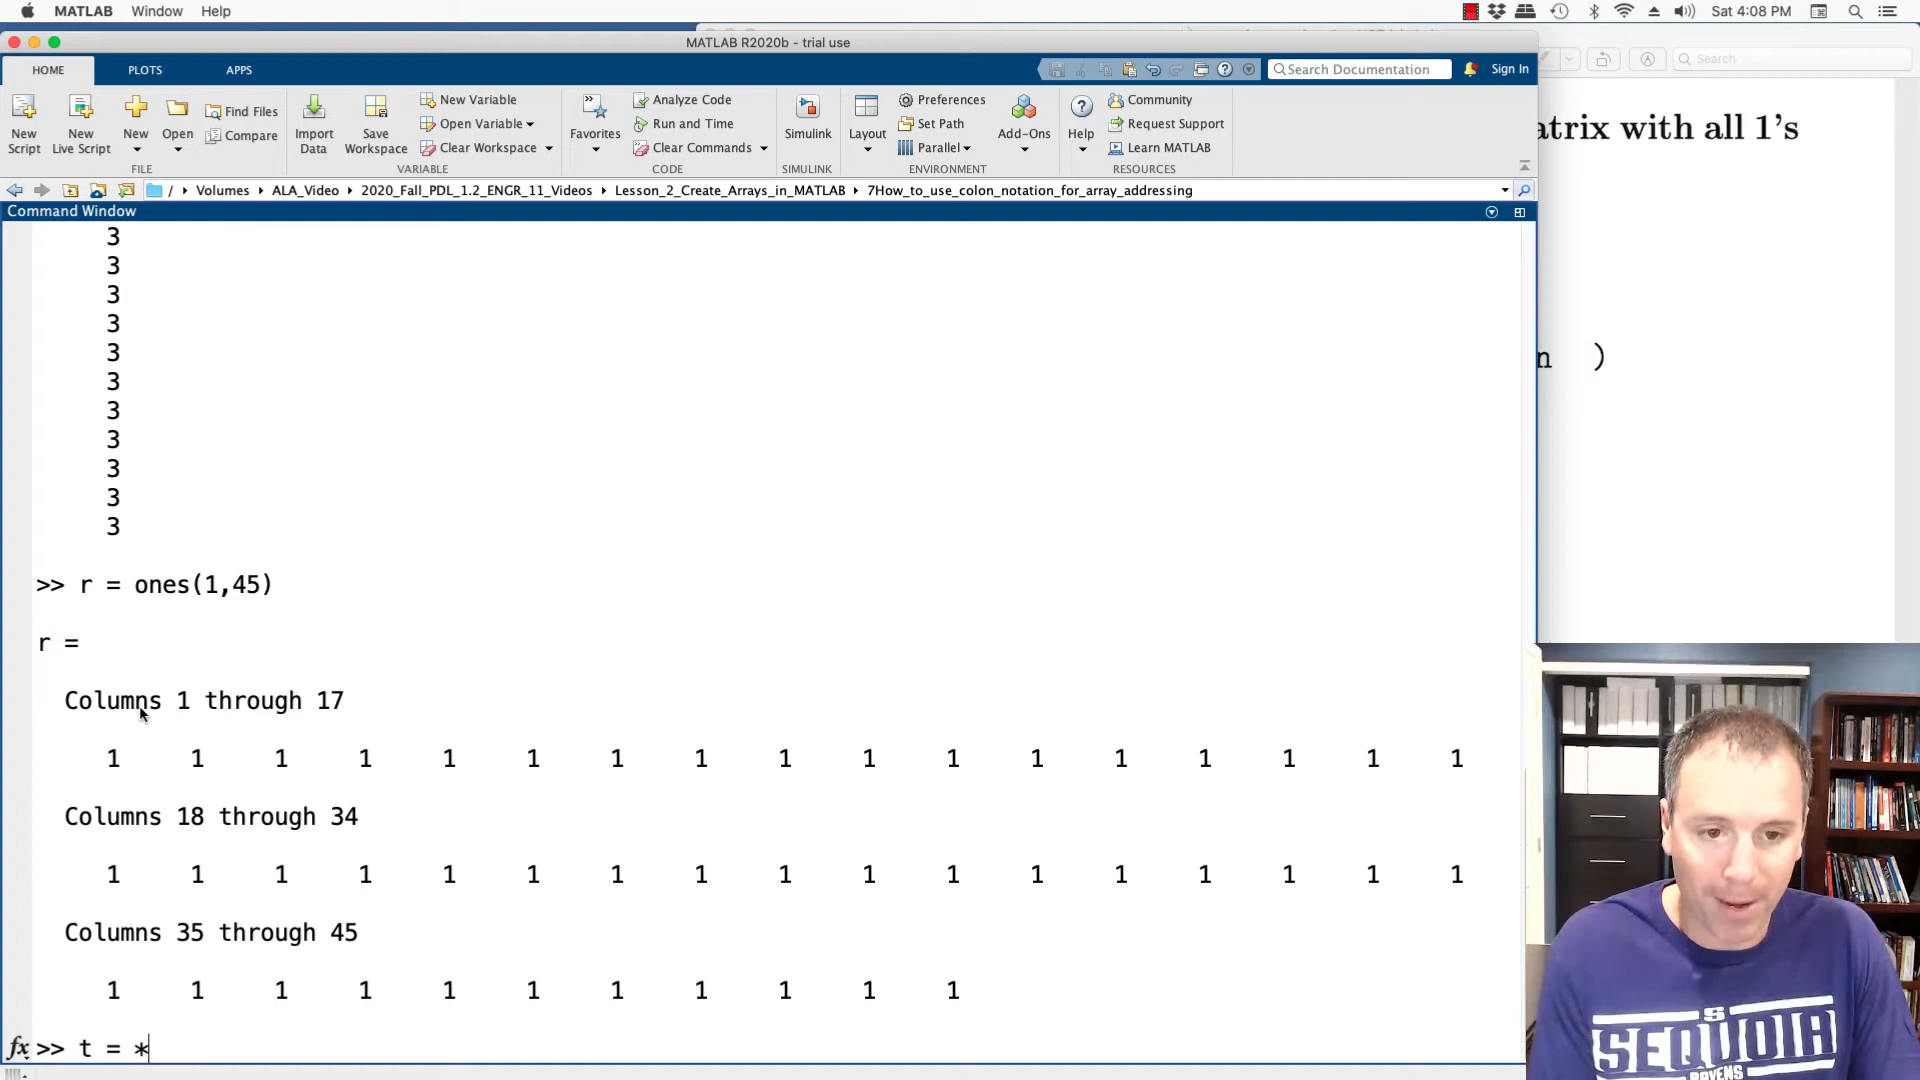 MATLAB Window Help
Sat 4:08 PM
MATLAB R2020b - trial use
HOME PLOTS APPS
Search Documentation
Sign In
Search
New Script
New Live Script
New
Open
Find Files
Compare
FILE
Import Data
Save Workspace
New Variable
Open Variable
Clear Workspace
VARIABLE
Favorites
Analyze Code
Run and Time
Clear Commands
CODE
Simulink
SIMULINK
Layout
Preferences
Set Path
Parallel
Add-Ons
ENVIRONMENT
Help
Community
Request Support
Learn MATLAB
RESOURCES
/ Volumes ALA_Video 2020_Fall_PDL_1.2_ENGR_11_Videos Lesson_2_Create_Arrays_in_MATLAB 7How_to_use_colon_notation_for_array_addressing
Command Window
3
3
3
3
3
3
3
3
3
3
3
>> r = ones(1,45)
r =
Columns 1 through 17
1 1 1 1 1 1 1 1 1 1 1 1 1 1 1 1 1
Columns 18 through 34
1 1 1 1 1 1 1 1 1 1 1 1 1 1 1 1 1
Columns 35 through 45
1 1 1 1 1 1 1 1 1 1 1
fx >> t = *
atrix with all 1's
n )
S
SEQUOIA
RAVENS